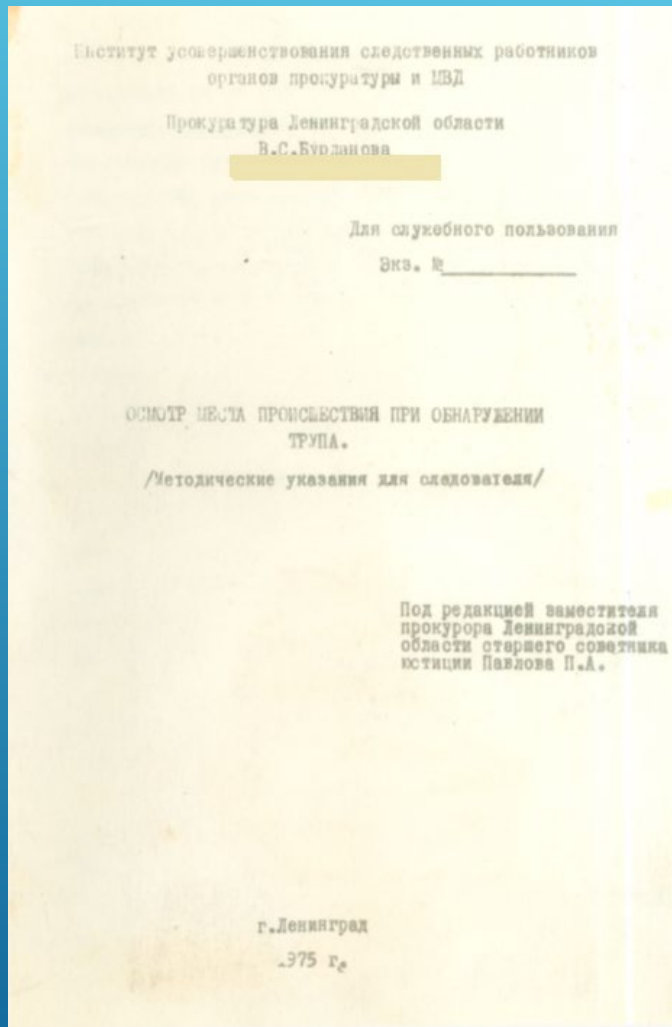 Институт усовершенствования следственных работников
органов прокуратуры и МВД
Прокуратура Ленинградской области
В.С.Бурданова
Для служебного пользования
Экз. №
ОСМОТР МЕСТА ПРОИСШЕСТВИЯ ПРИ ОБНАРУЖЕНИИ
ТРУПА.
/Методические указания для следователя/
Под редакцией заместителя
прокурора Ленинградской
области старшего советника
юстиции Павлова П.А.
г.Ленинград
.975 г.